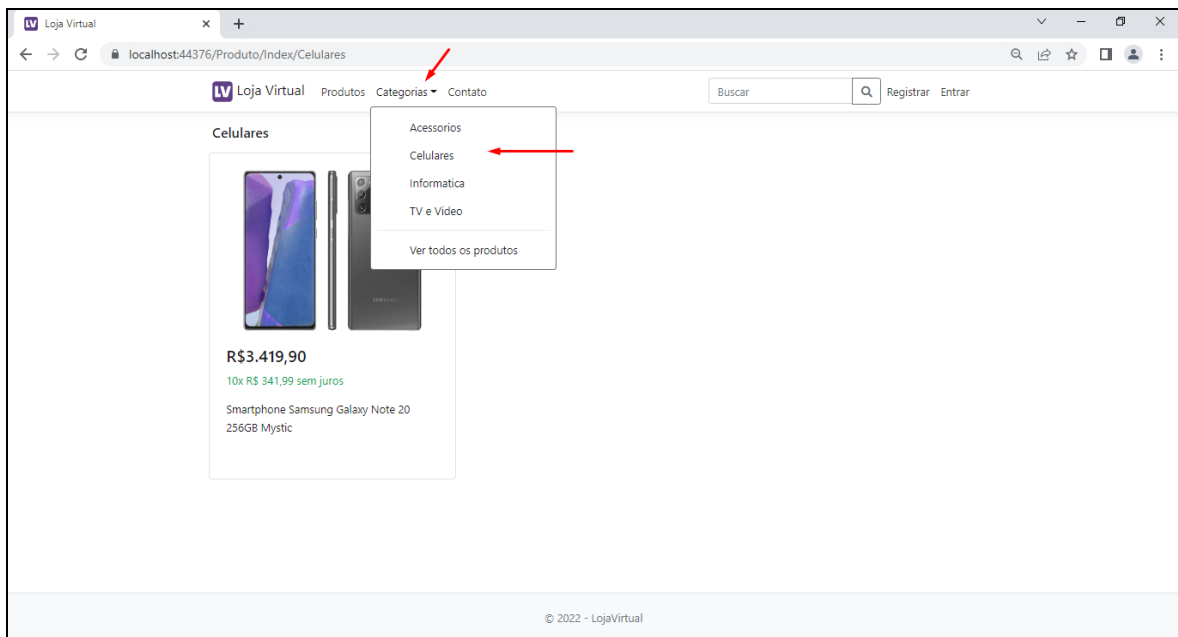 LV Loja Virtual
localhost:44376/Produto/Index/Celulares
LV Loja Virtual Produtos Categorias Contato Buscar Registrar Entrar
Celulares
Acessorios
Celulares
Informatica
TV e Video
Ver todos os produtos
SAMSUNG
R$3.419,90
10x R$ 341,99 sem juros
Smartphone Samsung Galaxy Note 20
256GB Mystic
© 2022 - LojaVirtual